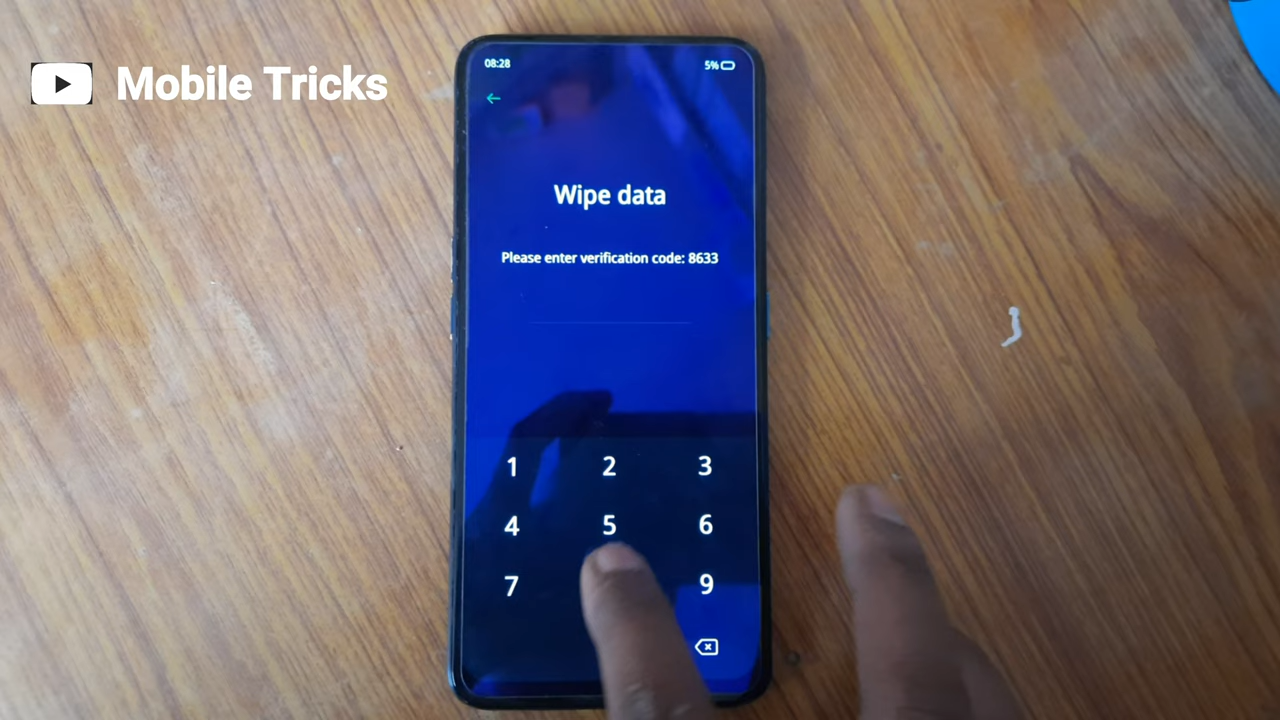 Mobile Tricks
08:28
5%
Wipe data
Please enter verification code: 8633
1 2 3
4 5 6
7 9